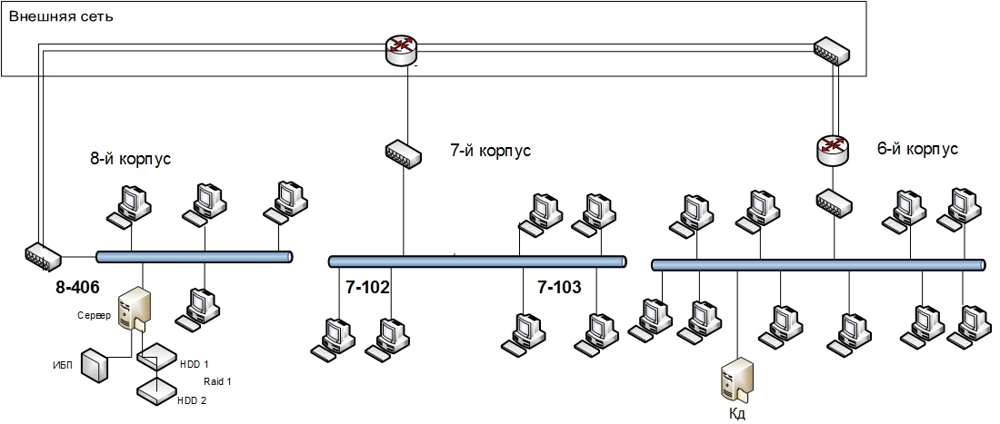 Внешняя сеть
8-й корпус
7-й корпус
6-й корпус
8-406
7-102
7-103
Сервер
ИБП
HDD 1
Raid 1
HDD 2
Кд